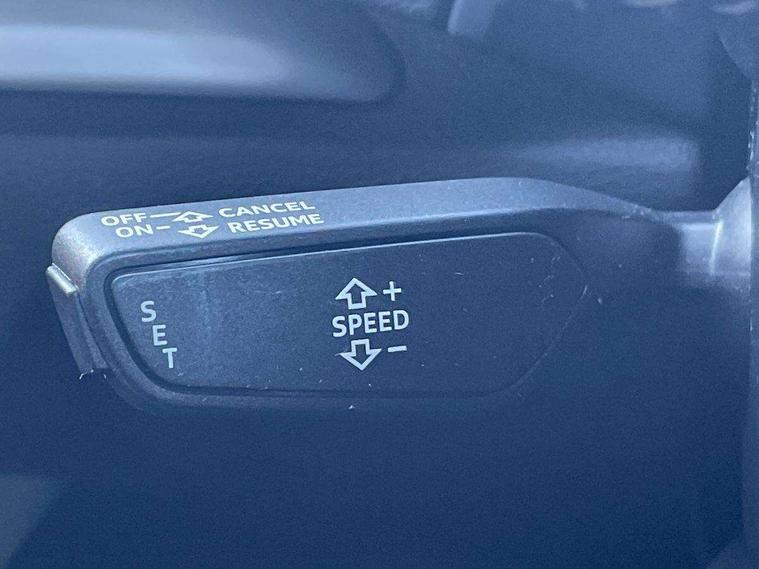 OFF CANCEL
ON RESUME
SET
+
SPEED
-